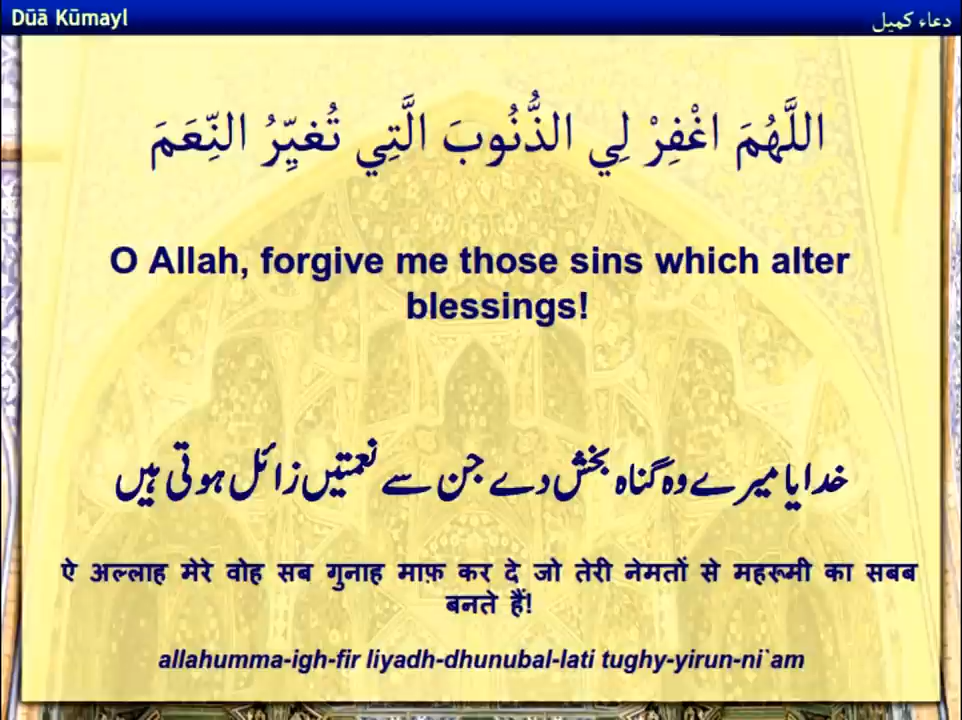 Dūā Kūmayl
دعاء كميل
اللَّهُمَ اغْفِرْ لِي الذُّنُوبَ الَّتِي تُغيِّرُ النِّعَمَ
O Allah, forgive me those sins which alter
blessings!
خدایا میرے وہ گناہ بخش دے جن سے نعمتیں زائل ہوتی ہیں
ऐ अल्लाह मेरे वोह सब गुनाह माफ़ कर दे जो तेरी नेमतों से महरूमी का सबब
बनते हैं!
allahumma-igh-fir liyadh-dhunubal-lati tughy-yirun-ni`am